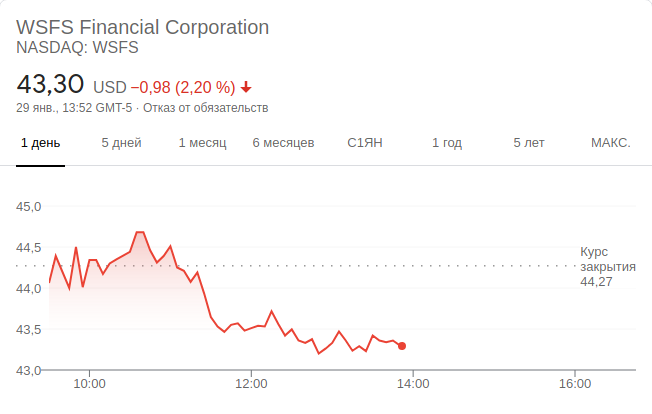 WSFS Financial Corporation
NASDAQ: WSFS
43,30 USD −0,98 (2,20 %)
29 янв., 13:52 GMT-5 · Отказ от обязательств
1 день 5 дней 1 месяц 6 месяцев С1ЯН 1 год 5 лет МАКС.
45,0
44,5
Курс
закрытия
44,27
44,0
43,5
43,0
10:00 12:00 14:00 16:00